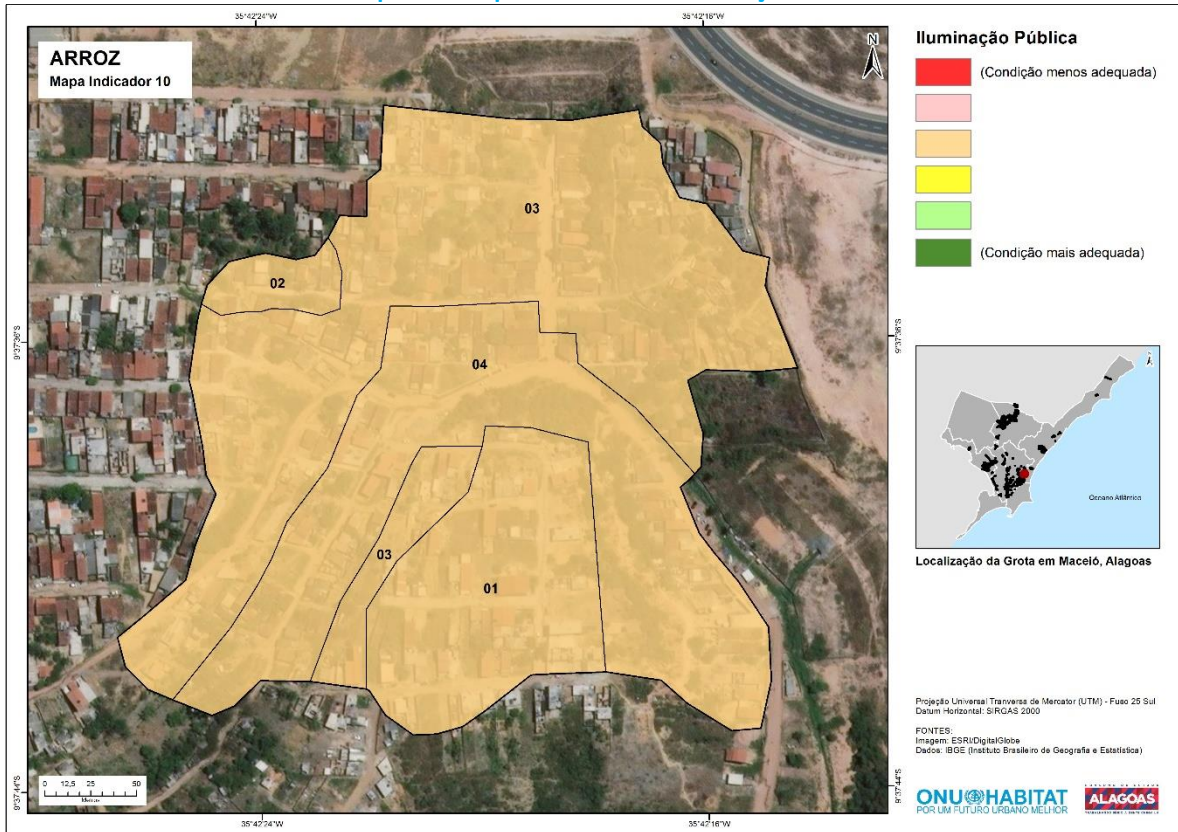 ARROZ
Mapa Indicador 10
35°42'24"W
35°42'16"W
N
03
02
04
03
01
9°37'36"S
9°37'36"S
9°37'44"S
9°37'44"S
0 12,5 25 50
Metros
35°42'24"W
35°42'16"W
Iluminação Pública
(Condição menos adequada)
(Condição mais adequada)
Oceano Atlântico
Localização da Grota em Maceió, Alagoas
Projeção Universal Tranversa de Mercator (UTM) - Fuso 25 Sul
Datum Horizontal: SIRGAS 2000
FONTES:
Imagem: ESRI/DigitalGlobe
Dados: IBGE (Instituto Brasileiro de Geografia e Estatística)
ONU HABITAT
POR UM FUTURO URBANO MELHOR
ALAGOAS